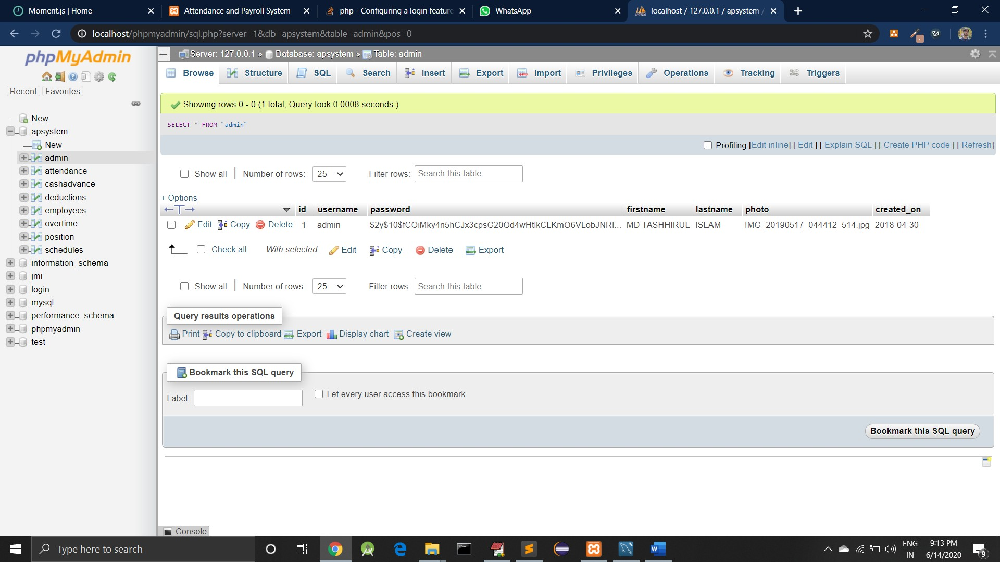 Moment.js | Home
Attendance and Payroll System
php - Configuring a login feature
WhatsApp
localhost / 127.0.0.1 / apsystem /
localhost/phpmyadmin/sql.php?server=1&db=apsystem&table=admin&pos=0
phpMyAdmin
Recent Favorites
New
apsystem
New
admin
attendance
cashadvance
deductions
employees
overtime
position
schedules
information_schema
jmi
login
mysql
performance_schema
phpmyadmin
test
Server: 127.0.0.1 » Database: apsystem » Table: admin
Browse Structure SQL Search Insert Export Import Privileges Operations Tracking Triggers
Showing rows 0 - 0 (1 total, Query took 0.0008 seconds.)
SELECT * FROM `admin`
Profiling [Edit inline] [ Edit ] [ Explain SQL ] [ Create PHP code ] [ Refresh]
Show all | Number of rows: 25 Filter rows: Search this table
+ Options
←T→ id username password firstname lastname photo created_on
Edit Copy Delete 1 admin $2y$10$fCOiMky4n5hCJx3cpsG20Od4wHtlkCLKmO6VLobJNRI... MD TASHHIRUL ISLAM IMG_20190517_044412_514.jpg 2018-04-30
Check all With selected: Edit Copy Delete Export
Show all | Number of rows: 25 Filter rows: Search this table
Query results operations
Print Copy to clipboard Export Display chart Create view
Bookmark this SQL query
Label: Let every user access this bookmark
Bookmark this SQL query
Console
Type here to search
ENG
IN
9:13 PM
6/14/2020
9